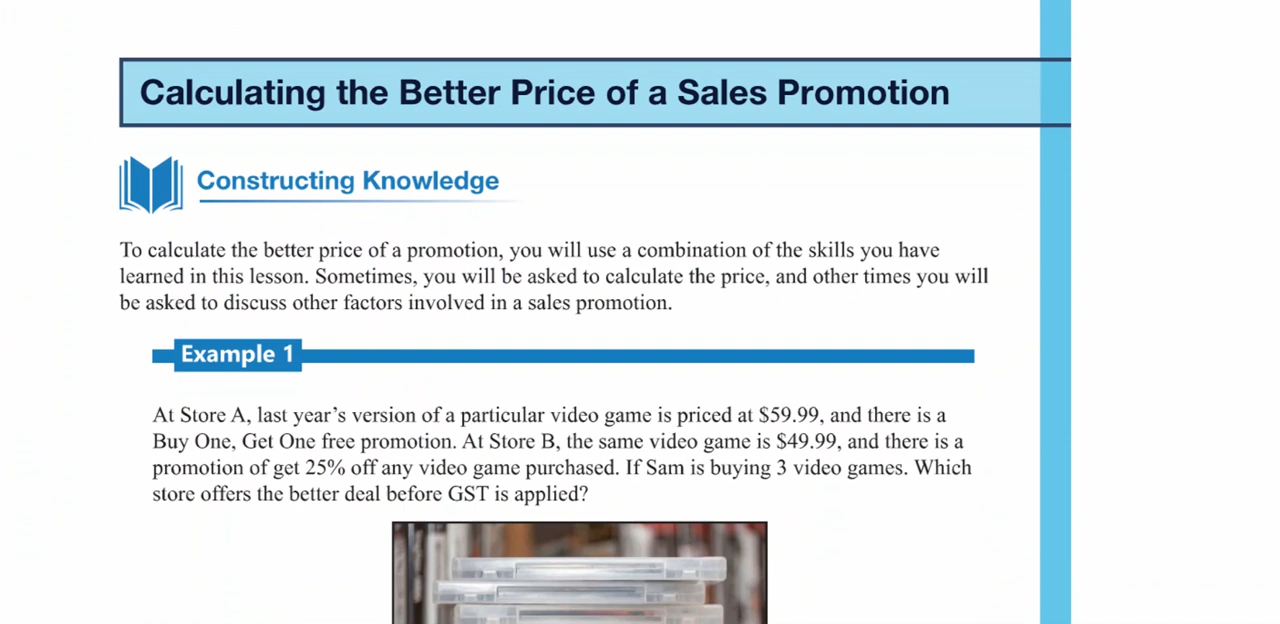 Calculating the Better Price of a Sales Promotion
Constructing Knowledge
To calculate the better price of a promotion, you will use a combination of the skills you have
learned in this lesson. Sometimes, you will be asked to calculate the price, and other times you will
be asked to discuss other factors involved in a sales promotion.
Example 1
At Store A, last year’s version of a particular video game is priced at $59.99, and there is a
Buy One, Get One free promotion. At Store B, the same video game is $49.99, and there is a
promotion of get 25% off any video game purchased. If Sam is buying 3 video games. Which
store offers the better deal before GST is applied?